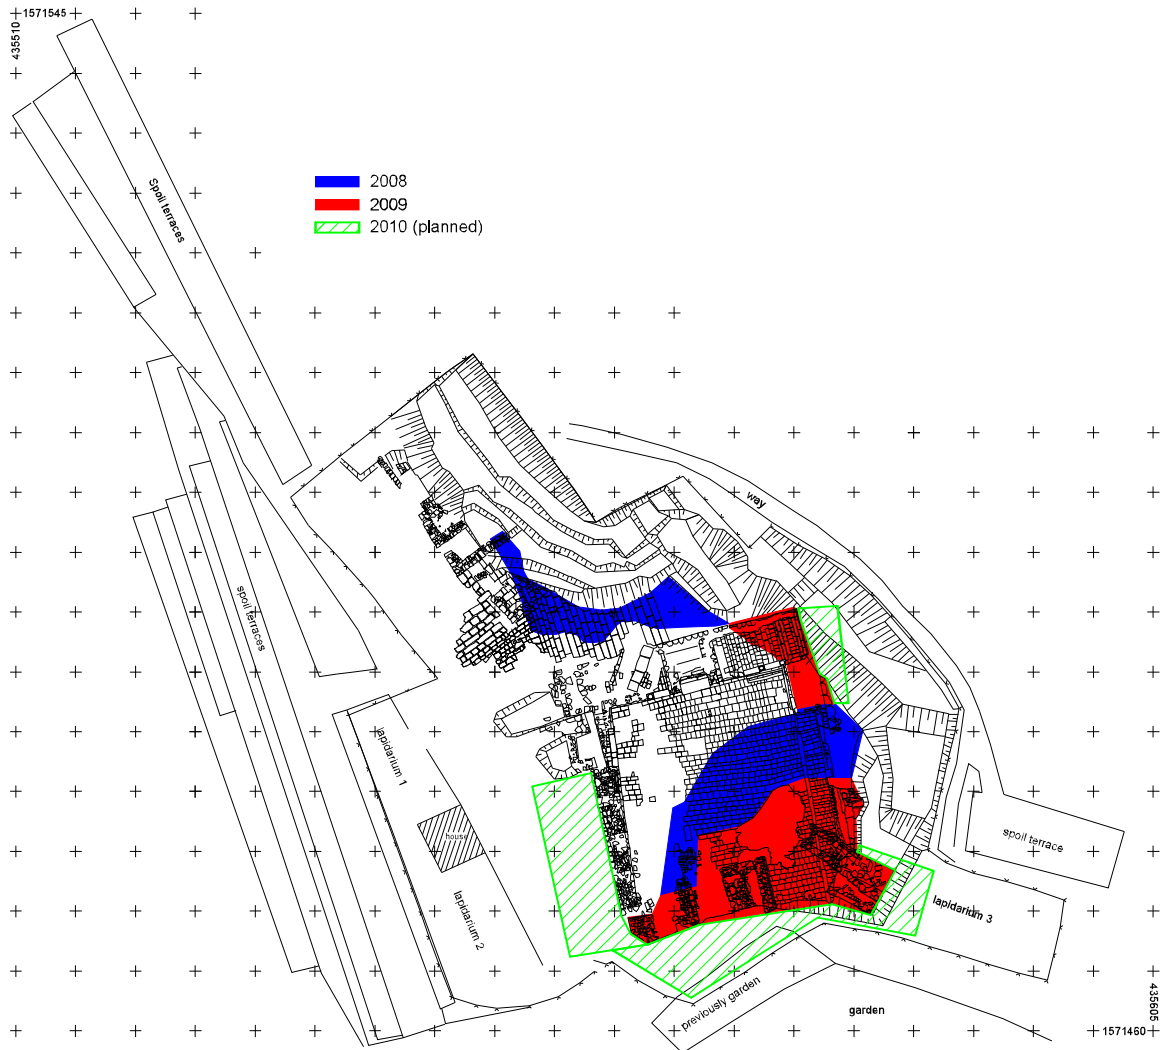 1571545
435510
Spoil terraces
2008
2009
2010 (planned)
way
spoil terraces
lapidarium 1
house
lapidarium 2
spoil terrace
lapidarium 3
previously garden
garden
435605
1571460